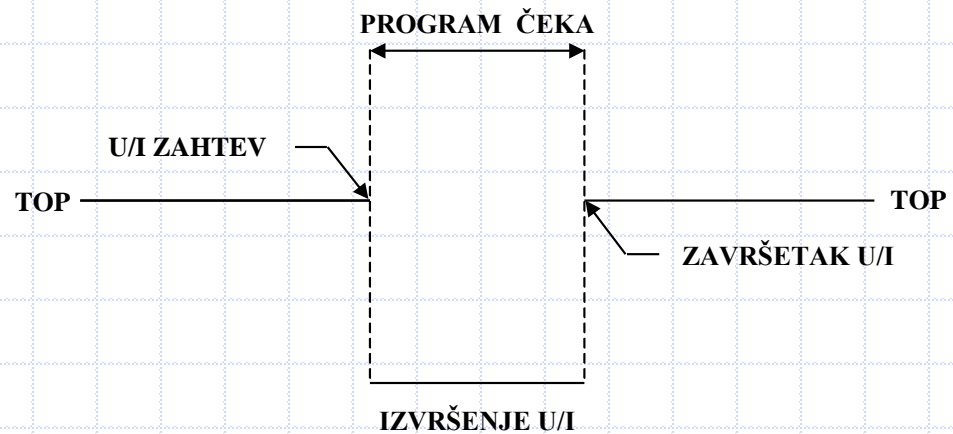 PROGRAM ČEKA
U/I ZAHTEV
TOP
TOP
ZAVRŠETAK U/I
IZVRŠENJE U/I